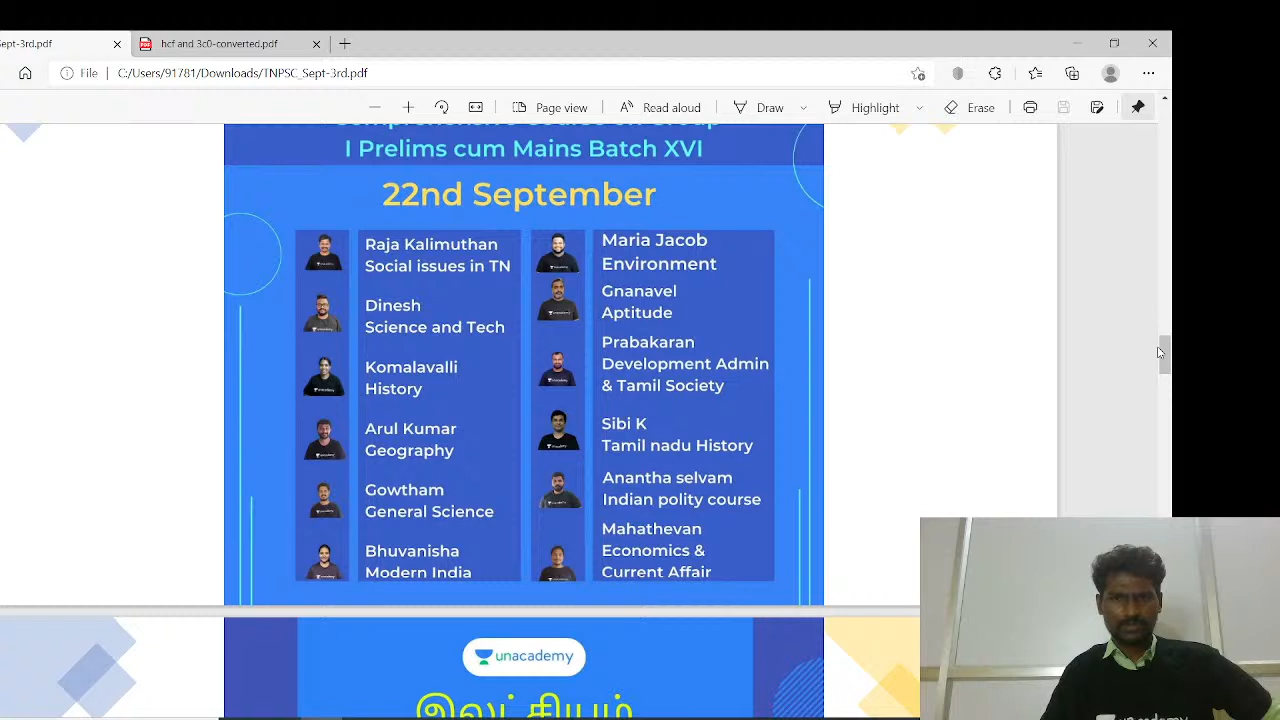 Sept-3rd.pdf
hcf and 3c0-converted.pdf
File
C:/Users/91781/Downloads/TNPSC_Sept-3rd.pdf
Page view
Read aloud
Draw
Highlight
Erase
I Prelims cum Mains Batch XVI
22nd September
Raja Kalimuthan
Social issues in TN
Dinesh
Science and Tech
Komalavalli
History
Arul Kumar
Geography
Gowtham
General Science
Bhuvanisha
Modern India
Maria Jacob
Environment
Gnanavel
Aptitude
Prabakaran
Development Admin
& Tamil Society
Sibi K
Tamil nadu History
Anantha selvam
Indian polity course
Mahathevan
Economics &
Current Affair
unacademy
இலட்சியம்
unacademy